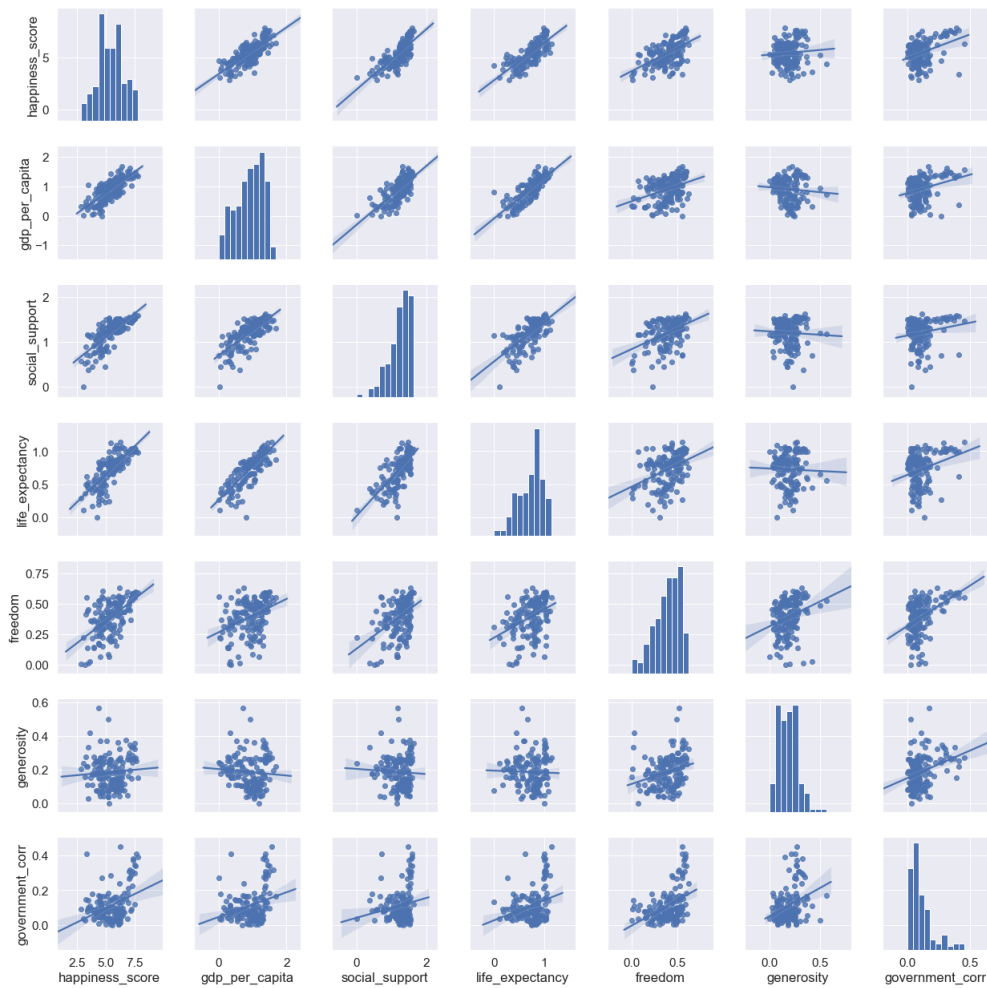 happiness_score
5
0
gdp_per_capita
2
1
0
−1
social_support
2
1
0
life_expectancy
1.0
0.5
0.0
freedom
0.75
0.50
0.25
0.00
generosity
0.6
0.4
0.2
0.0
government_corr
0.4
0.2
0.0
2.5 5.0 7.5 0 2 0 2 0 1 0.0 0.5 0.0 0.5 0.0 0.5
happiness_score gdp_per_capita social_support life_expectancy freedom generosity government_corr